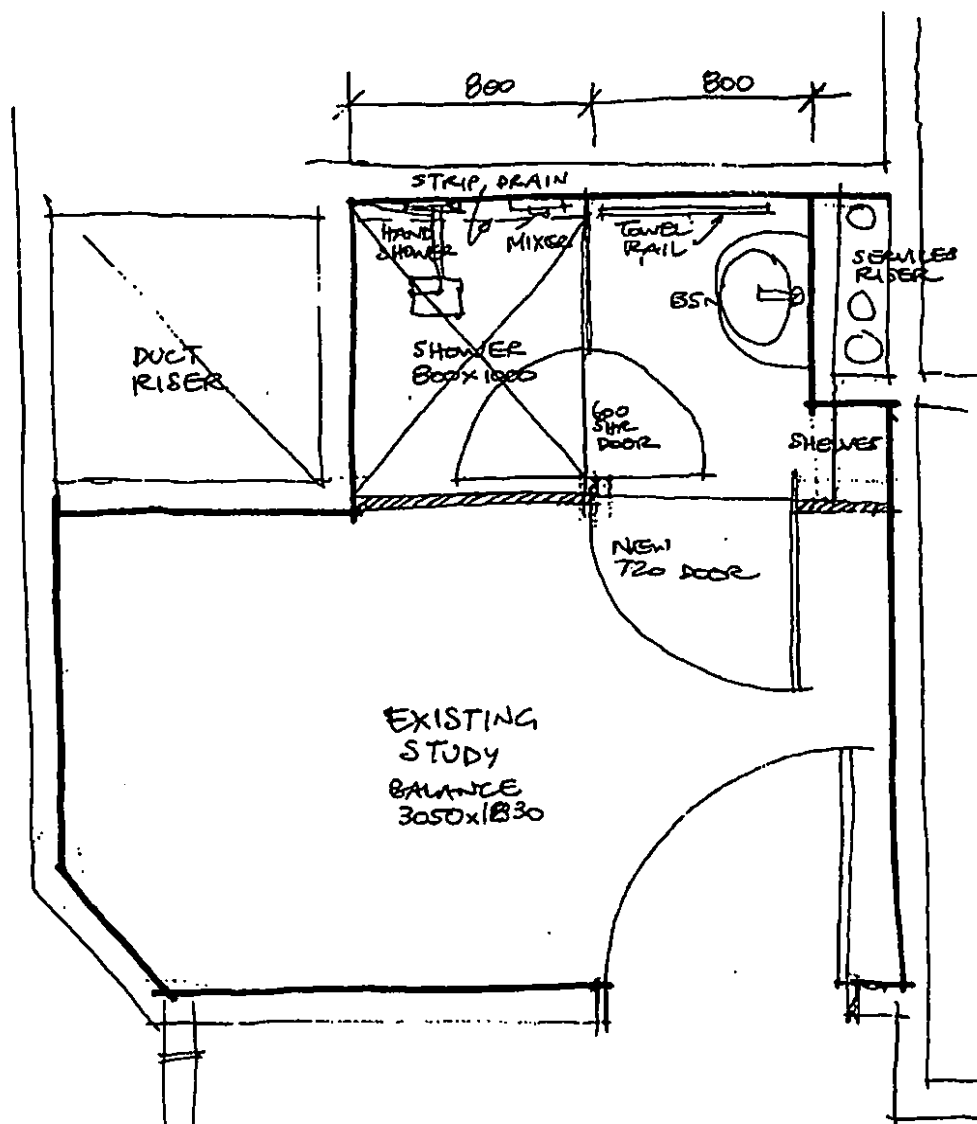 800
800
STRIP DRAIN
HAND
SHOWER
MIXER
TOWEL
RAIL
SERVICES
RISER
BSN
DUCT
RISER
SHOWER
800x1000
600
SHR
DOOR
SHELVES
NEW
720 DOOR
EXISTING
STUDY
BALANCE
3050x1830